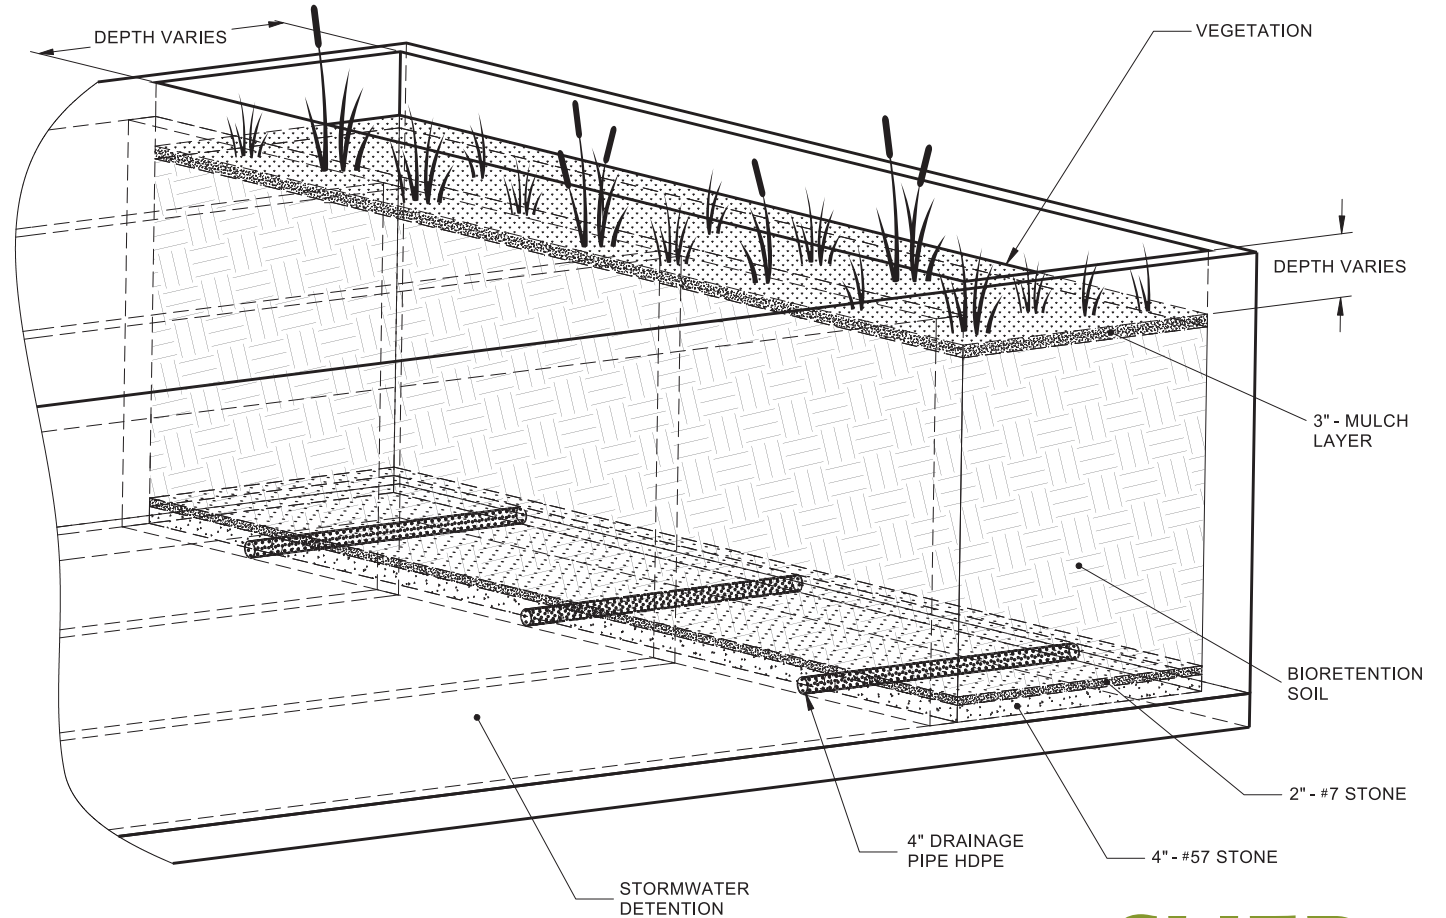 DEPTH VARIES
VEGETATION
DEPTH VARIES
3" - MULCH
LAYER
BIORETENTION
SOIL
2" - #7 STONE
4" DRAINAGE
PIPE HDPE
4" - #57 STONE
STORMWATER
DETENTION